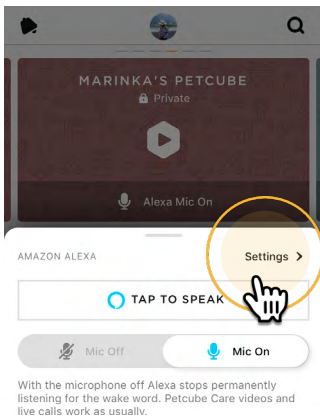 MARINKA'S PETCUBE
Private
Alexa Mic On
AMAZON ALEXA
Settings >
TAP TO SPEAK
Mic Off
Mic On
With the microphone off Alexa stops permanently
listening for the wake word. Petcube Care videos and
live calls work as usually.